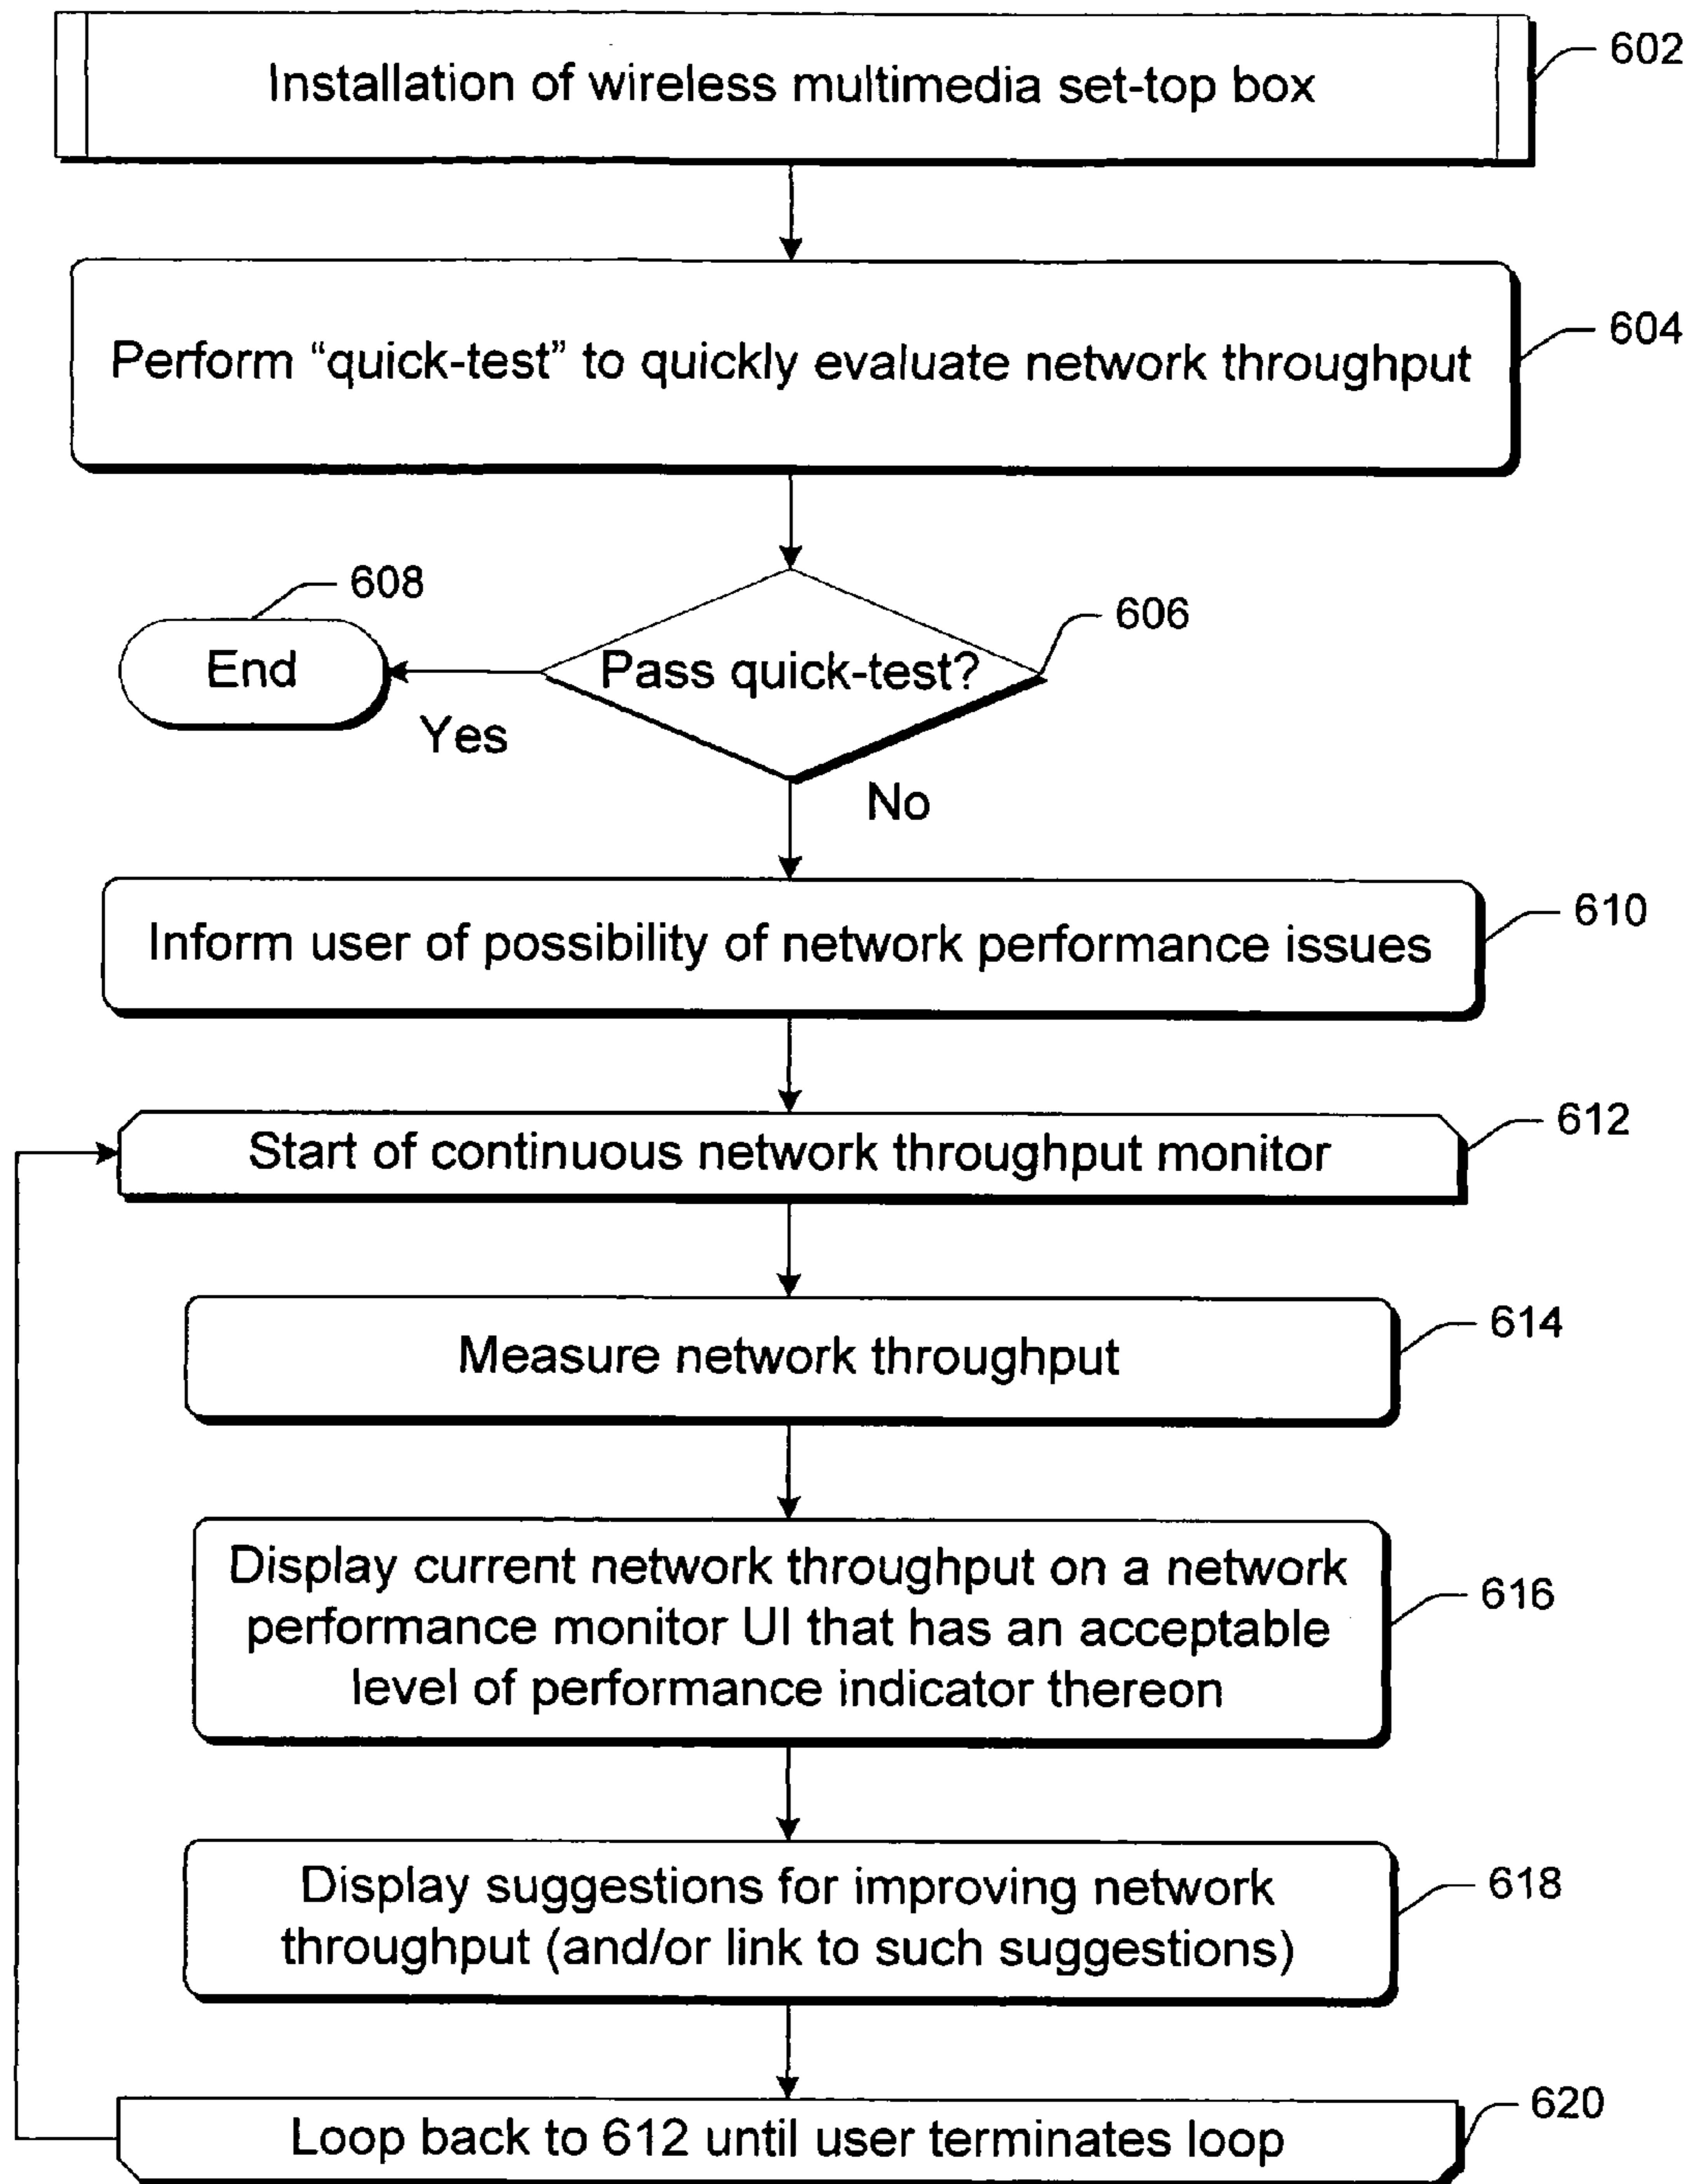 Installation of wireless multimedia set-top box
602
Perform “quick-test” to quickly evaluate network throughput
604
608
End
Pass quick-test?
606
Yes
No
Inform user of possibility of network performance issues
610
Start of continuous network throughput monitor
612
Measure network throughput
614
Display current network throughput on a network
performance monitor UI that has an acceptable
level of performance indicator thereon
616
Display suggestions for improving network
throughput (and/or link to such suggestions)
618
Loop back to 612 until user terminates loop
620